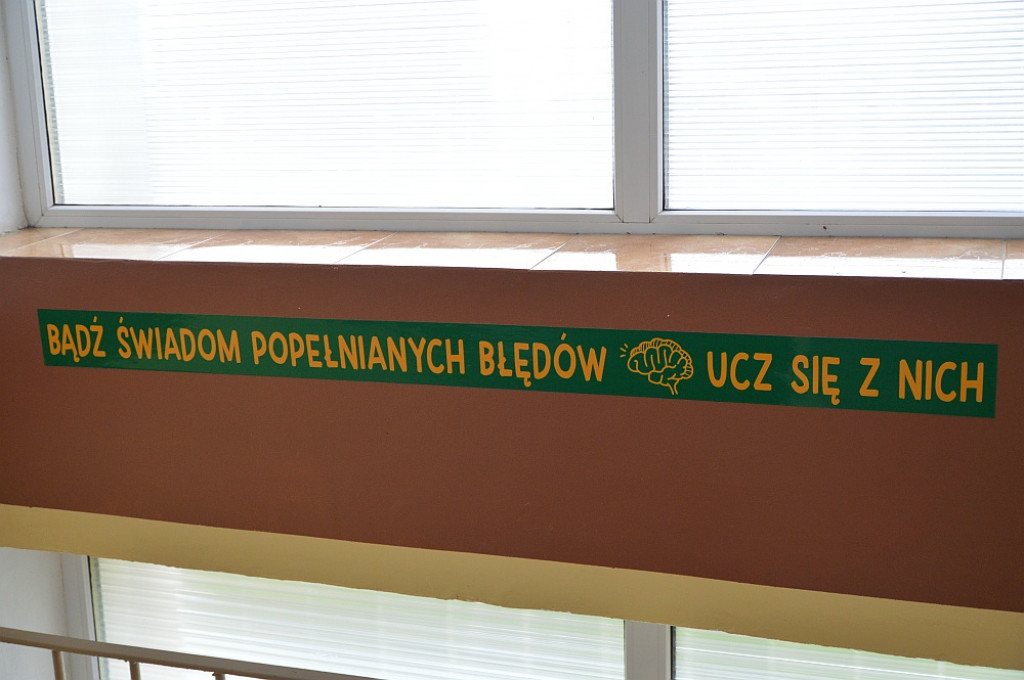 BĄDŹ ŚWIADOM POPEŁNIANYCH BŁĘDÓW UCZ SIĘ Z NICH